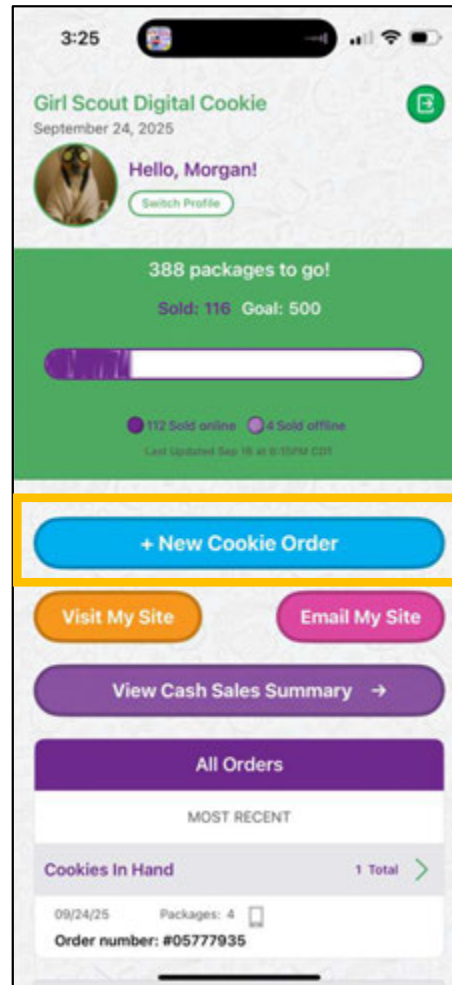 3:25
Girl Scout Digital Cookie
September 24, 2025
Hello, Morgan!
Switch Profile
388 packages to go!
Sold: 116 Goal: 500
112 Sold online 4 Sold offline
Last Updated Sep 18 at PM CDT
+ New Cookie Order
Visit My Site Email My Site
View Cash Sales Summary →
All Orders
MOST RECENT
Cookies In Hand 1 Total >
09/24/25 Packages: 4
Order number: #05777935